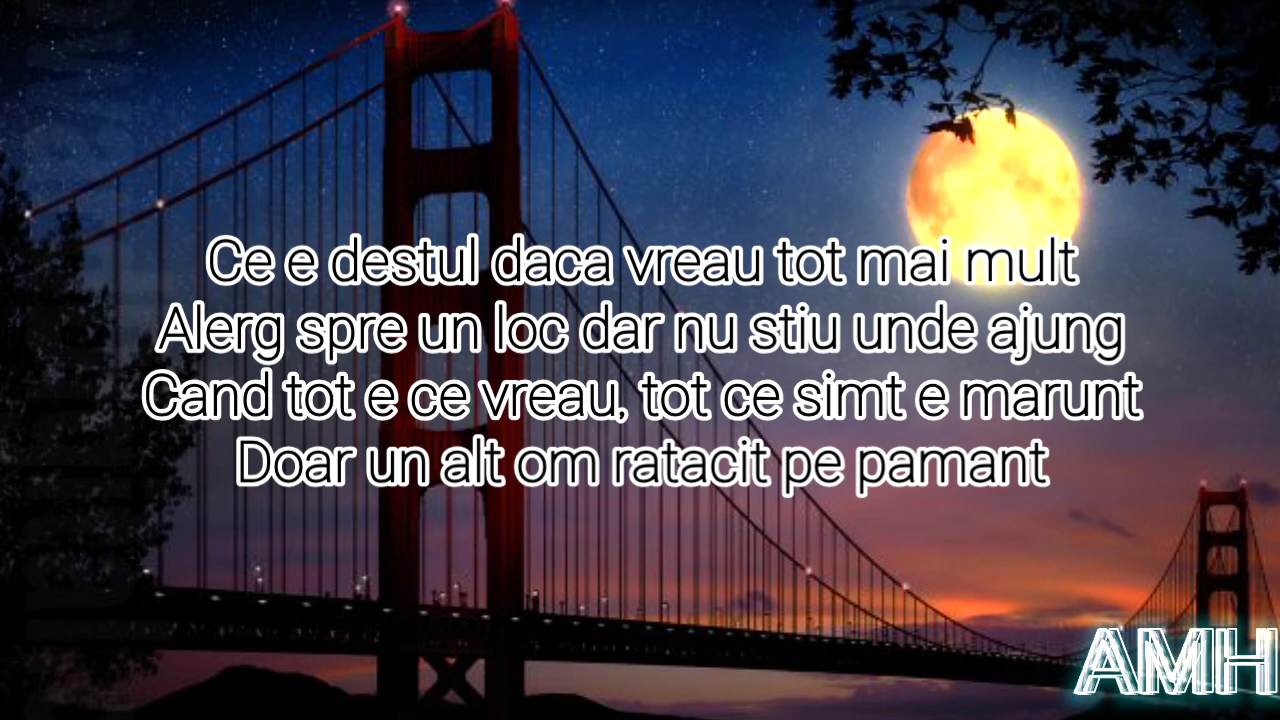 Ce e destul daca vreau tot mai mult
Alerg spre un loc dar nu stiu unde ajung
Cand tot e ce vreau, tot ce simt e marunt
Doar un alt om ratacit pe pamant
AMH